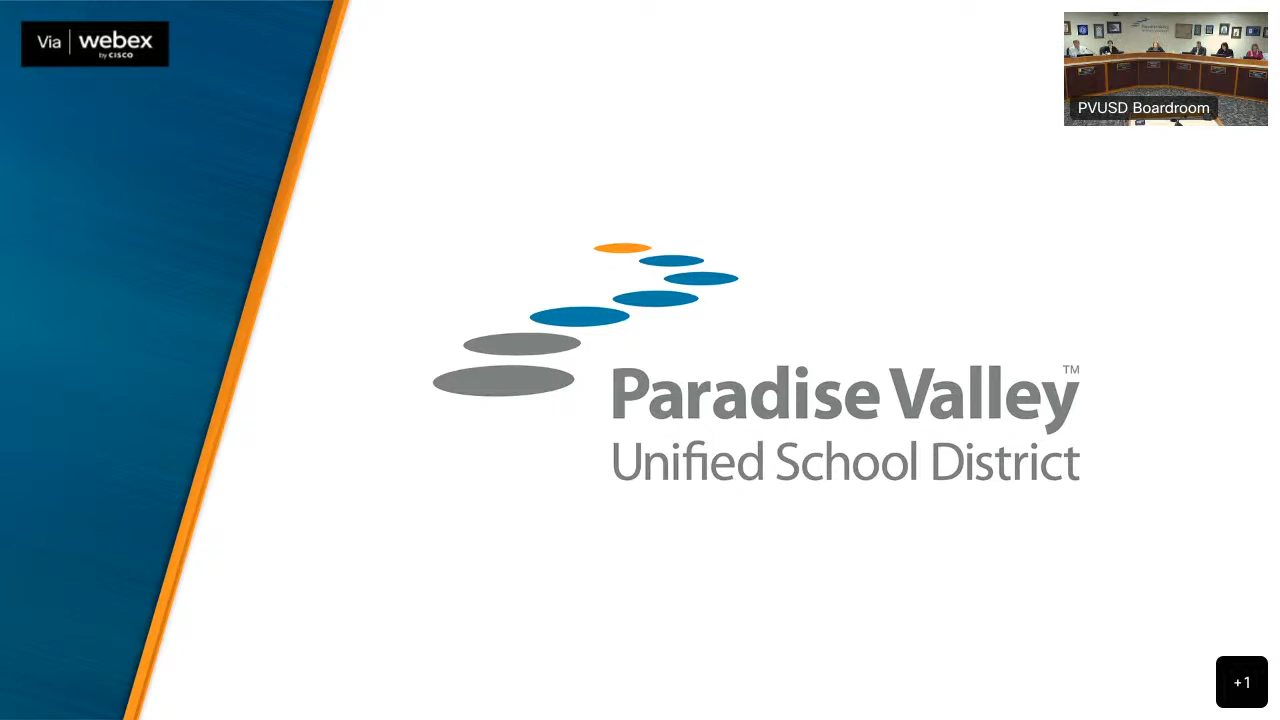 Via webex
by CISCO
PVUSD Boardroom
Paradise Valley™
Unified School District
+1